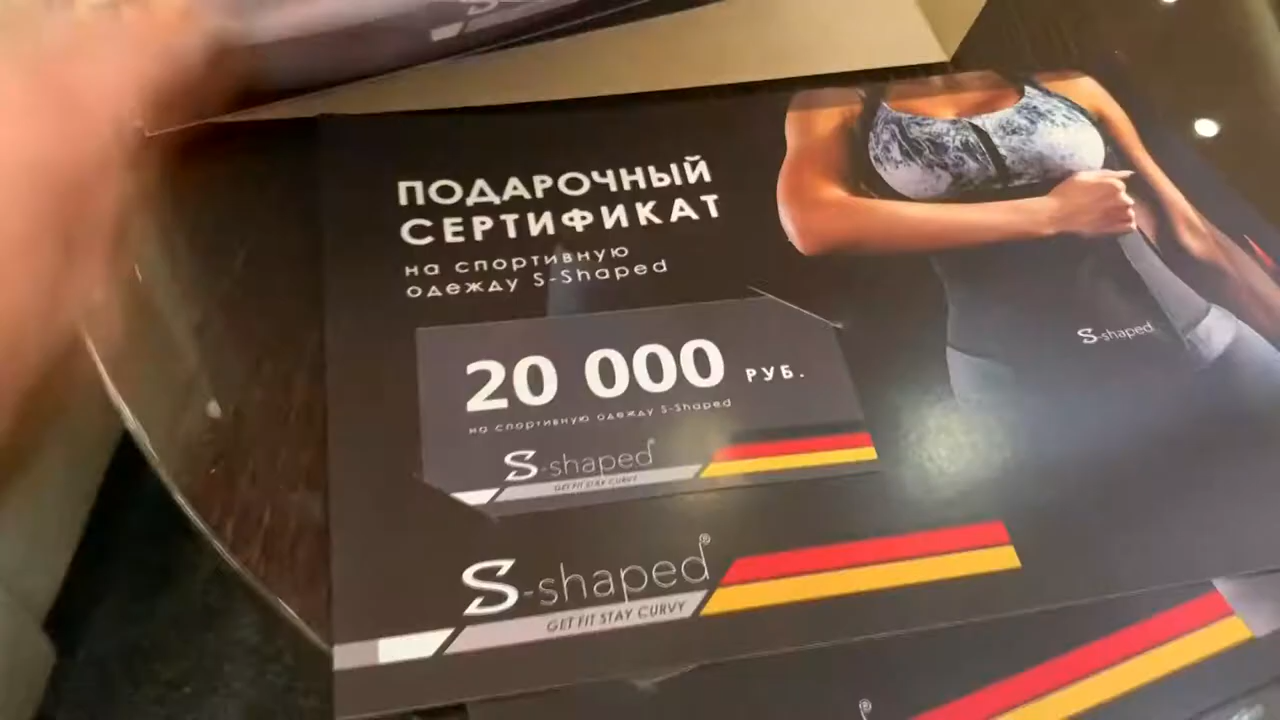 ПОДАРОЧНЫЙ
СЕРТИФИКАТ
на спортивную
одежду S-Shaped
20 000 РУБ.
на спортивную одежду S-Shaped
S-shaped®
GET FIT STAY CURVY
S-shaped
S-shaped®
GET FIT STAY CURVY
ed®